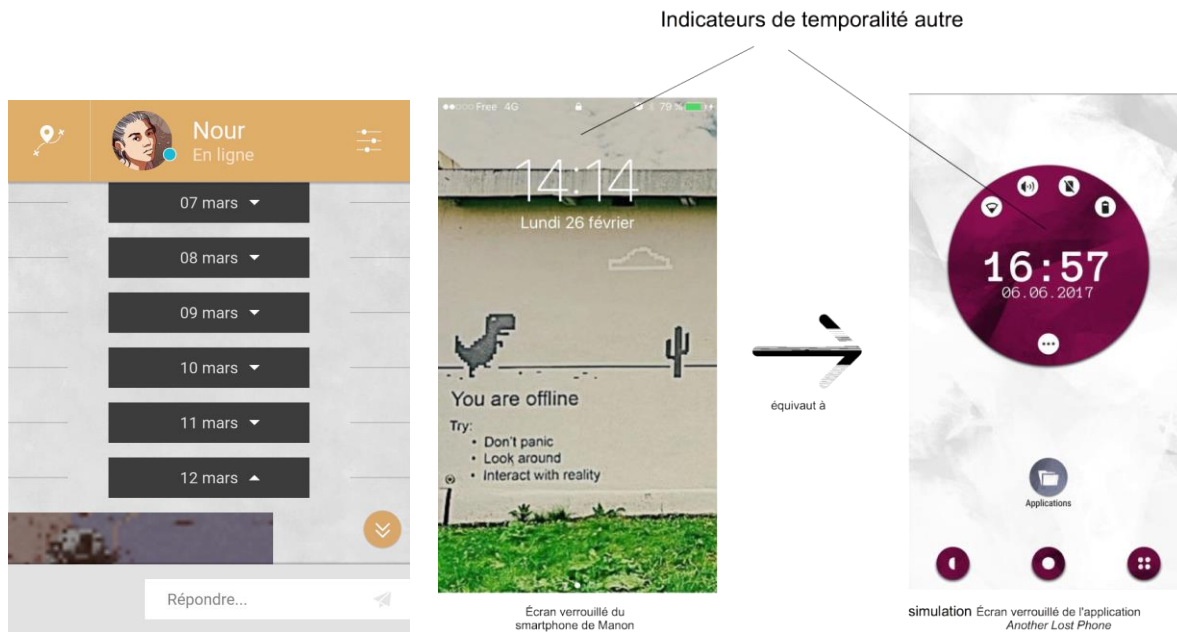 Indicateurs de temporalité autre
Nour
En ligne
07 mars
08 mars
09 mars
10 mars
11 mars
12 mars
Répondre...
Free 4G
79 %
14:14
Lundi 26 février
You are offline
Try:
• Don't panic
• Look around
• Interact with reality
Écran verrouillé du
smartphone de Manon
équivaut à
16:57
06.06.2017
Applications
simulation Écran verrouillé de l'application
Another Lost Phone